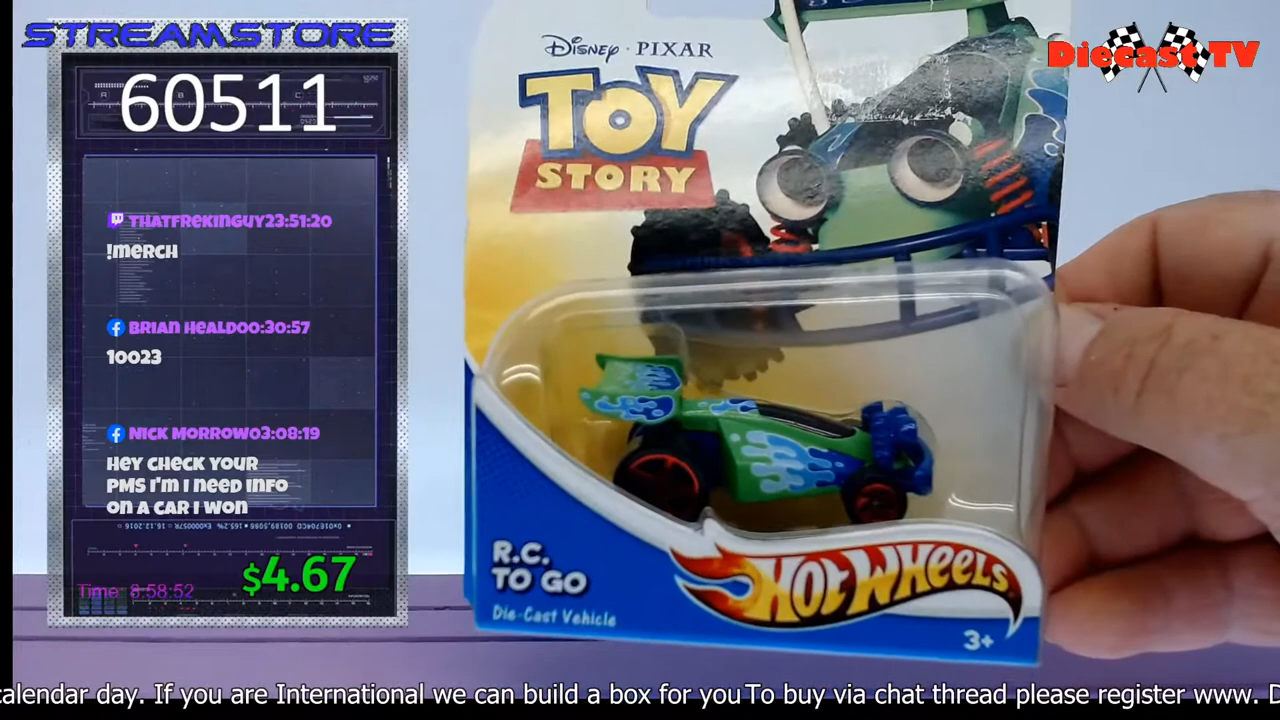 STREAMSTORE
60511
THATFREKINGUY23:51:20
!merch
Brian Heald00:30:57
10023
Nick Morrow03:08:19
Hey check your
PMs I'm I need info
on a car I won
Time: 8:58:52
$4.67
Disney · PIXAR
TOY
STORY
R.C.
TO GO
Die-Cast Vehicle
HOT WHEELS
3+
Diecast TV
calendar day. If you are International we can build a box for youTo buy via chat thread please register www. D